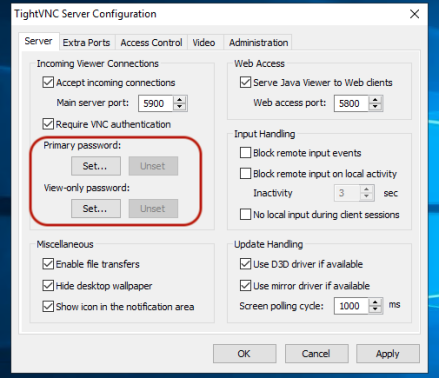 TightVNC Server Configuration
Server Extra Ports Access Control Video Administration
Incoming Viewer Connections
Accept incoming connections
Main server port: 5900
Require VNC authentication
Primary password:
Set... Unset
View-only password:
Set... Unset
Miscellaneous
Enable file transfers
Hide desktop wallpaper
Show icon in the notification area
Web Access
Serve Java Viewer to Web clients
Web access port: 5800
Input Handling
Block remote input events
Block remote input on local activity
Inactivity 3 sec
No local input during client sessions
Update Handling
Use D3D driver if available
Use mirror driver if available
Screen polling cycle: 1000 ms
OK Cancel Apply